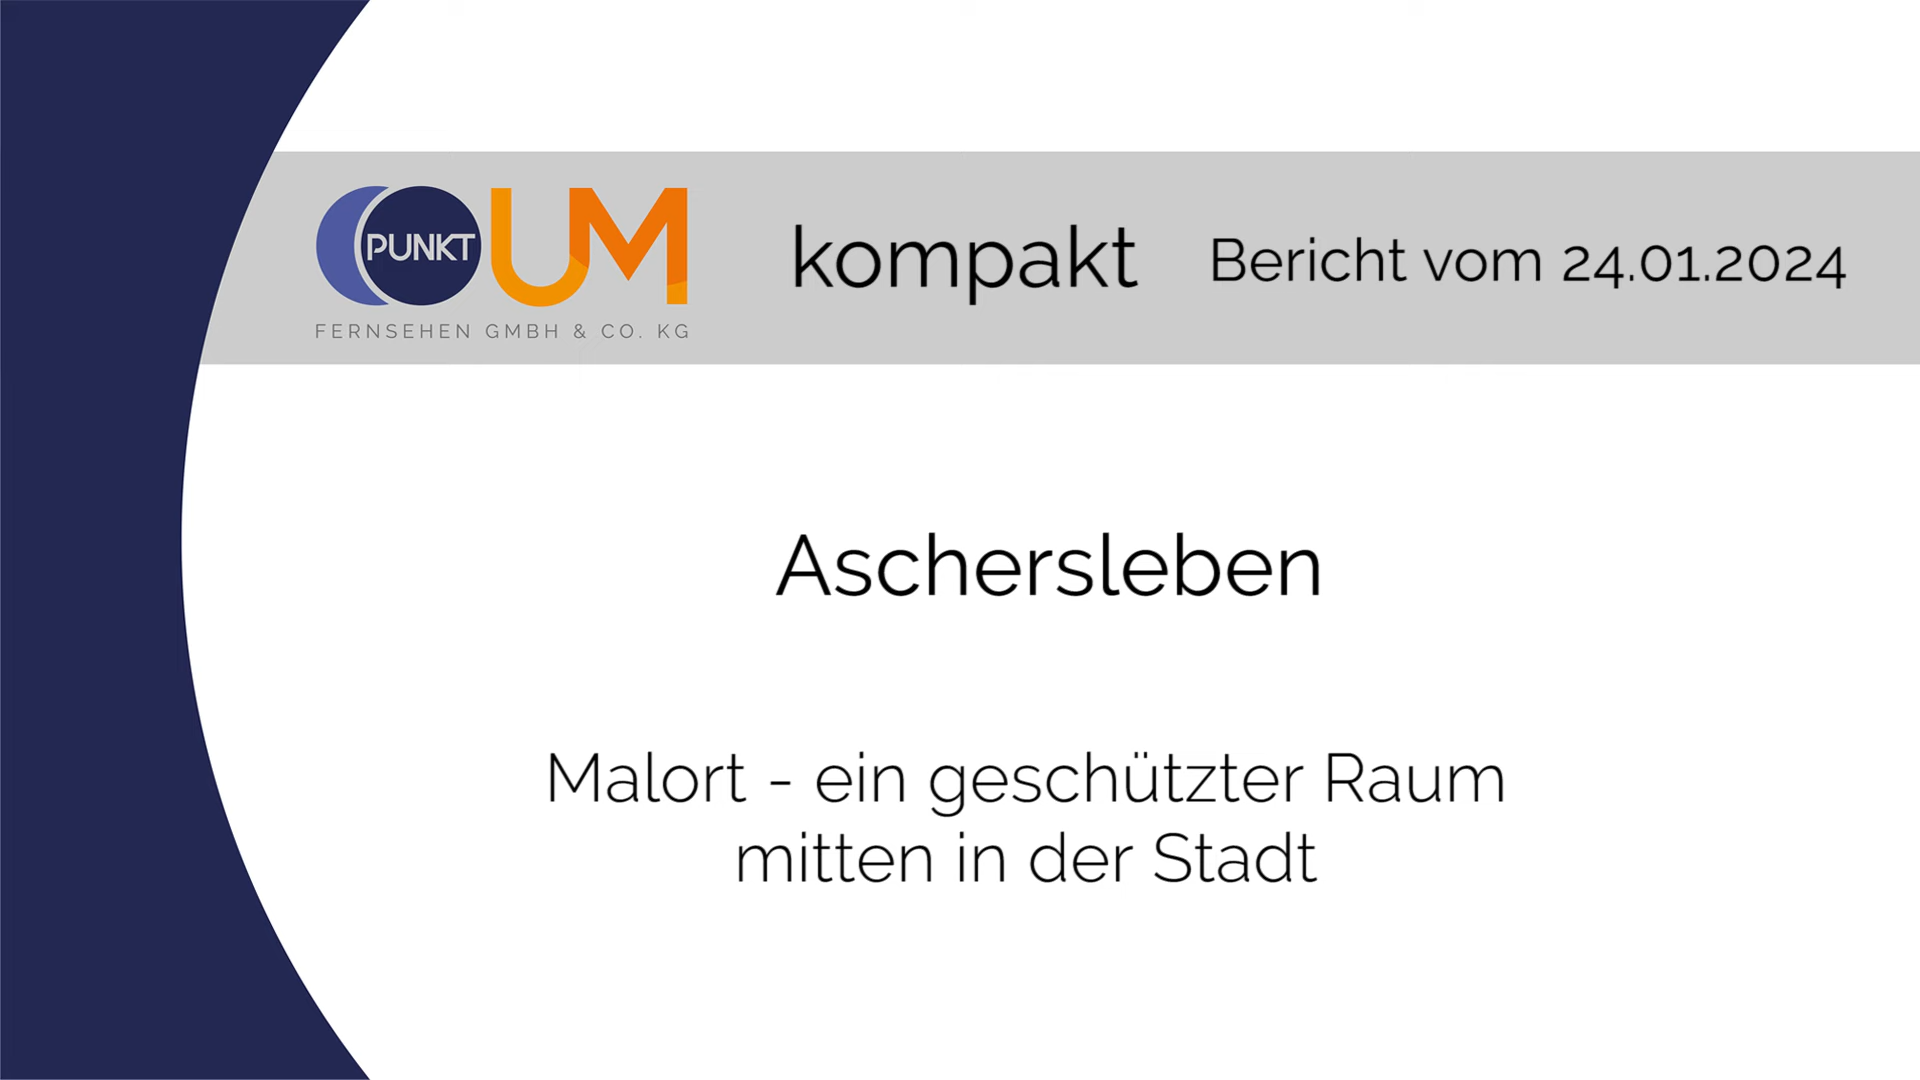 PUNKT UM
FERNSEHEN GMBH & CO. KG
kompakt
Bericht vom 24.01.2024
Aschersleben
Malort - ein geschützter Raum
mitten in der Stadt